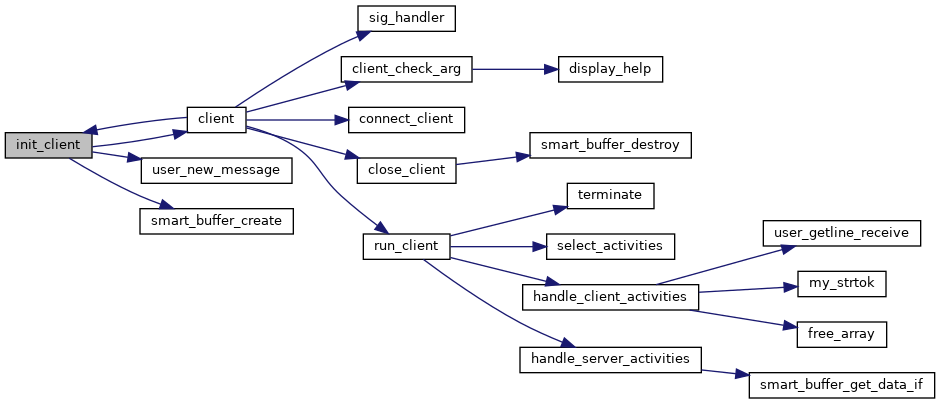 sig_handler
client_check_arg
display_help
client
connect_client
init_client
smart_buffer_destroy
user_new_message
close_client
terminate
smart_buffer_create
user_getline_receive
run_client
select_activities
my_strtok
handle_client_activities
free_array
handle_server_activities
smart_buffer_get_data_if